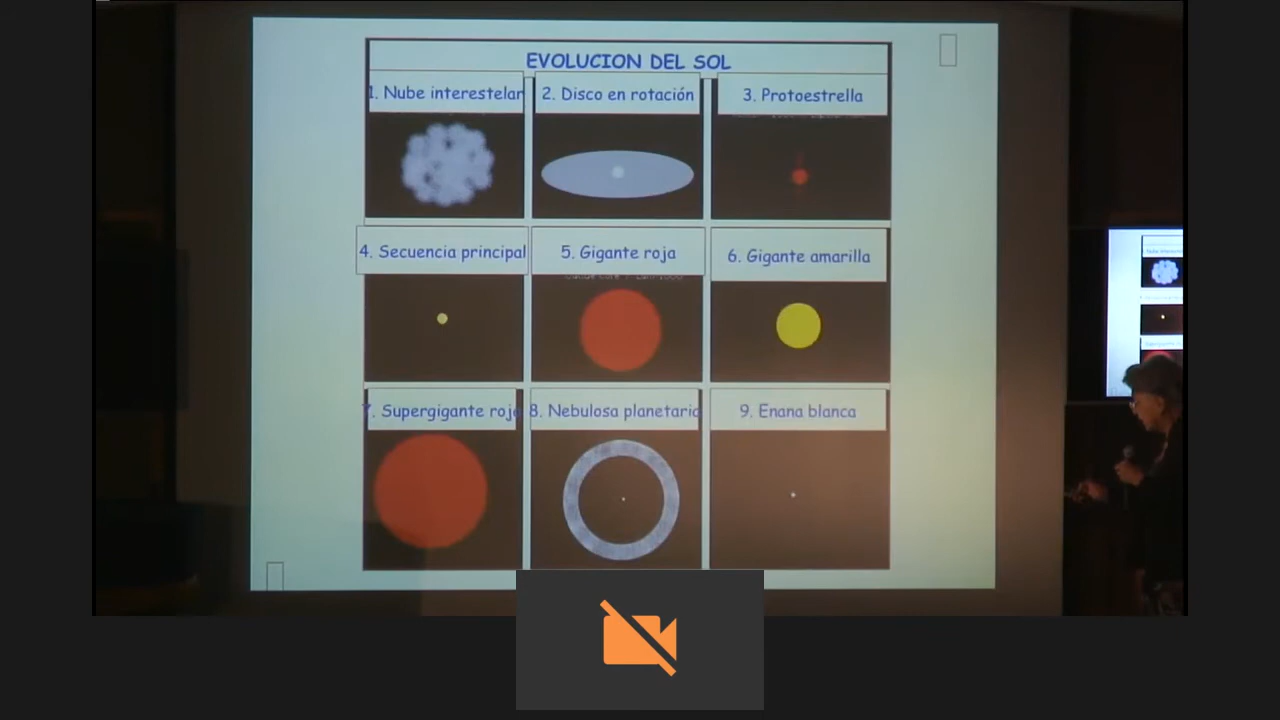 EVOLUCION DEL SOL
1. Nube interestelar
2. Disco en rotación
3. Protoestrella
4. Secuencia principal
5. Gigante roja
6. Gigante amarilla
7. Supergigante roja
8. Nebulosa planetaria
9. Enana blanca